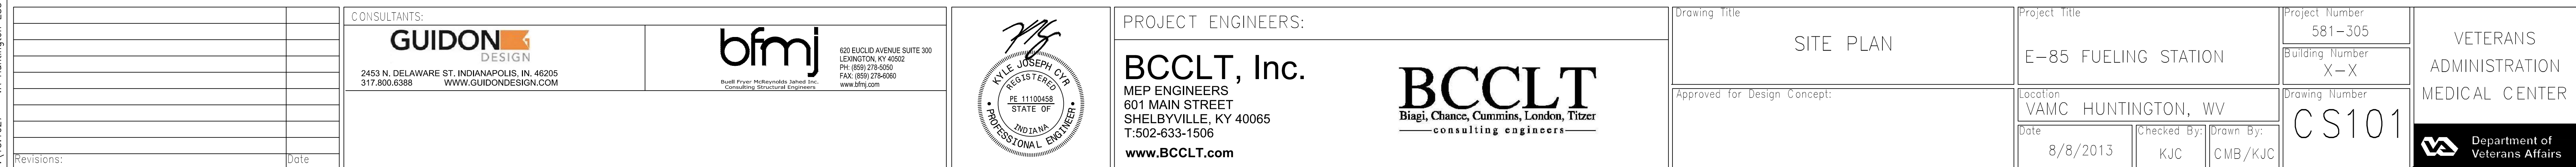 Revisions:
Date
CONSULTANTS:
GUIDON
DESIGN
2453 N. DELAWARE ST, INDIANAPOLIS, IN. 46205
317.800.6388 WWW.GUIDONDESIGN.COM
bfmj
Buell Fryer McReynolds Jahed Inc.
Consulting Structural Engineers
620 EUCLID AVENUE SUITE 300
LEXINGTON, KY 40502
PH: (859) 278-5050
FAX: (859) 278-6060
www.bfmj.com
KYLE JOSEPH CYR
REGISTERED
PE 11100458
STATE OF
INDIANA
PROFESSIONAL ENGINEER
PROJECT ENGINEERS:
BCCLT, Inc.
MEP ENGINEERS
601 MAIN STREET
SHELBYVILLE, KY 40065
T:502-633-1506
www.BCCLT.com
BCCLT
Biagi, Chance, Cummins, London, Titzer
consulting engineers
Drawing Title
SITE PLAN
Approved for Design Concept:
Project Title
E-85 FUELING STATION
Location
VAMC HUNTINGTON, WV
Date
8/8/2013
Checked By:
KJC
Drawn By:
CMB/KJC
Project Number
581-305
Building Number
X-X
Drawing Number
CS101
VETERANS
ADMINISTRATION
MEDICAL CENTER
VA
Department of
Veterans Affairs